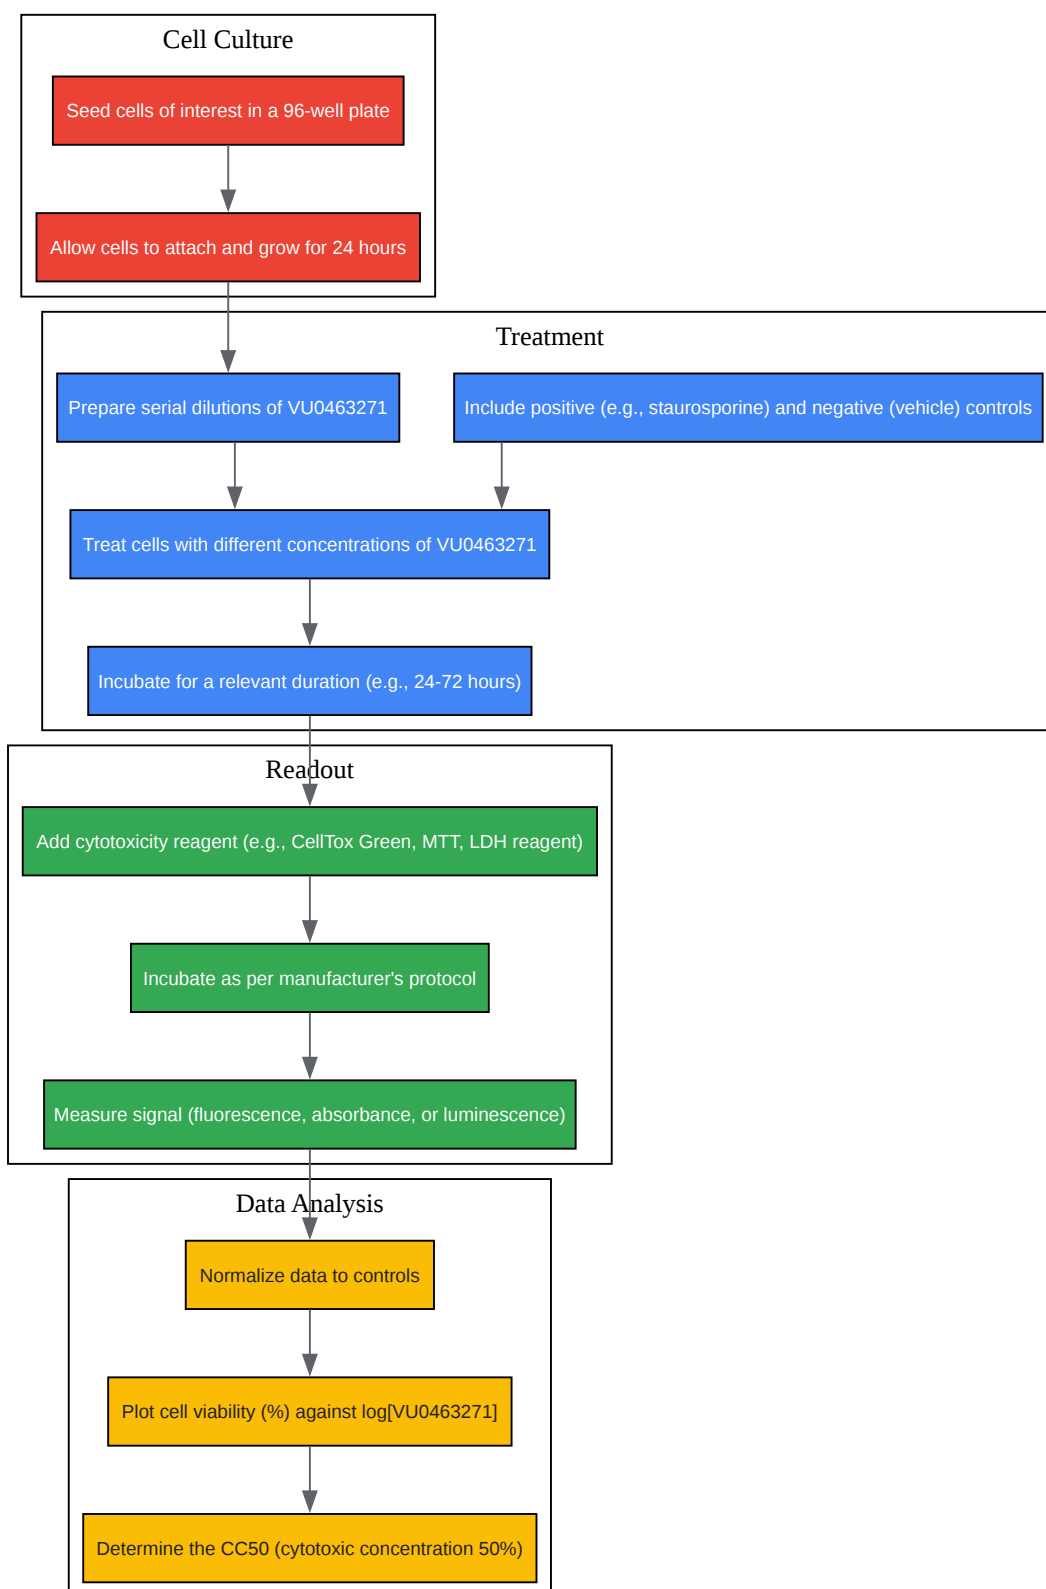 Cell Culture
Seed cells of interest in a 96-well plate
Allow cells to attach and grow for 24 hours
Treatment
Prepare serial dilutions of VU0463271
Include positive (e.g., staurosporine) and negative (vehicle) controls
Treat cells with different concentrations of VU0463271
Incubate for a relevant duration (e.g., 24-72 hours)
Readout
Add cytotoxicity reagent (e.g., CellTox Green, MTT, LDH reagent)
Incubate as per manufacturer's protocol
Measure signal (fluorescence, absorbance, or luminescence)
Data Analysis
Normalize data to controls
Plot cell viability (%) against log[VU0463271]
Determine the CC50 (cytotoxic concentration 50%)